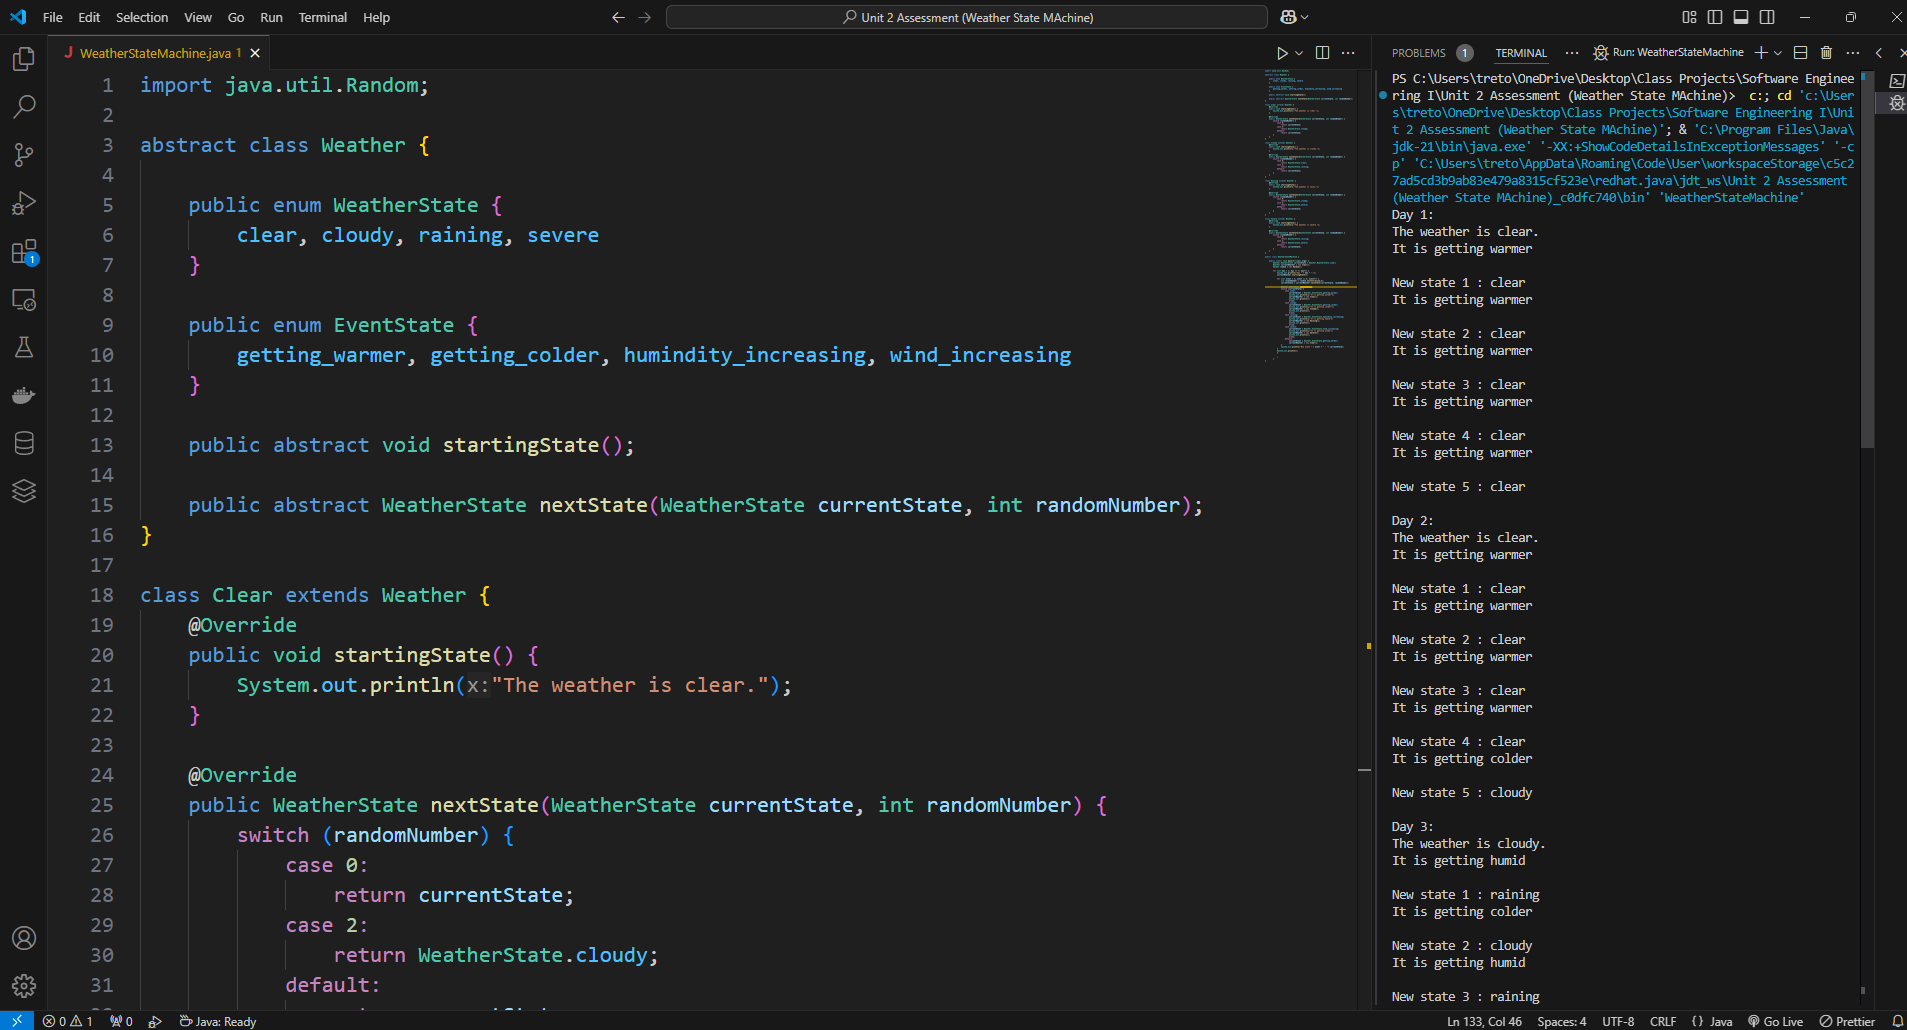 File Edit Selection View Go Run Terminal Help
Unit 2 Assessment (Weather State MAchine)
J WeatherStateMachine.java 1
1 import java.util.Random;
2
3 abstract class Weather {
4
5 public enum WeatherState {
6 clear, cloudy, raining, severe
7 }
8
9 public enum EventState {
10 getting_warmer, getting_colder, humindity_increasing, wind_increasing
11 }
12
13 public abstract void startingState();
14
15 public abstract WeatherState nextState(WeatherState currentState, int randomNumber);
16 }
17
18 class Clear extends Weather {
19 @Override
20 public void startingState() {
21 System.out.println(x:"The weather is clear.");
22 }
23
24 @Override
25 public WeatherState nextState(WeatherState currentState, int randomNumber) {
26 switch (randomNumber) {
27 case 0:
28 return currentState;
29 case 2:
30 return WeatherState.cloudy;
31 default:
PROBLEMS 1 TERMINAL Run: WeatherStateMachine
PS C:\Users\treto\OneDrive\Desktop\Class Projects\Software Enginee
ring I\Unit 2 Assessment (Weather State MAchine)> c:; cd 'c:\User
s\treto\OneDrive\Desktop\Class Projects\Software Engineering I\Uni
t 2 Assessment (Weather State MAchine)'; & 'C:\Program Files\Java\
jdk-21\bin\java.exe' '-XX:+ShowCodeDetailsInExceptionMessages' '-c
p' 'C:\Users\treto\AppData\Roaming\Code\User\workspaceStorage\c5c2
7ad5cd3b9ab83e479a8315cf523e\redhat.java\jdt_ws\Unit 2 Assessment
(Weather State MAchine)_c0dfc740\bin' 'WeatherStateMachine'
Day 1:
The weather is clear.
It is getting warmer
New state 1 : clear
It is getting warmer
New state 2 : clear
It is getting warmer
New state 3 : clear
It is getting warmer
New state 4 : clear
It is getting warmer
New state 5 : clear
Day 2:
The weather is clear.
It is getting warmer
New state 1 : clear
It is getting warmer
New state 2 : clear
It is getting warmer
New state 3 : clear
It is getting warmer
New state 4 : clear
It is getting colder
New state 5 : cloudy
Day 3:
The weather is cloudy.
It is getting humid
New state 1 : raining
It is getting colder
New state 2 : cloudy
It is getting humid
New state 3 : raining
1
0 1 0 Java: Ready
Ln 133, Col 46 Spaces: 4 UTF-8 CRLF {} Java Go Live Prettier